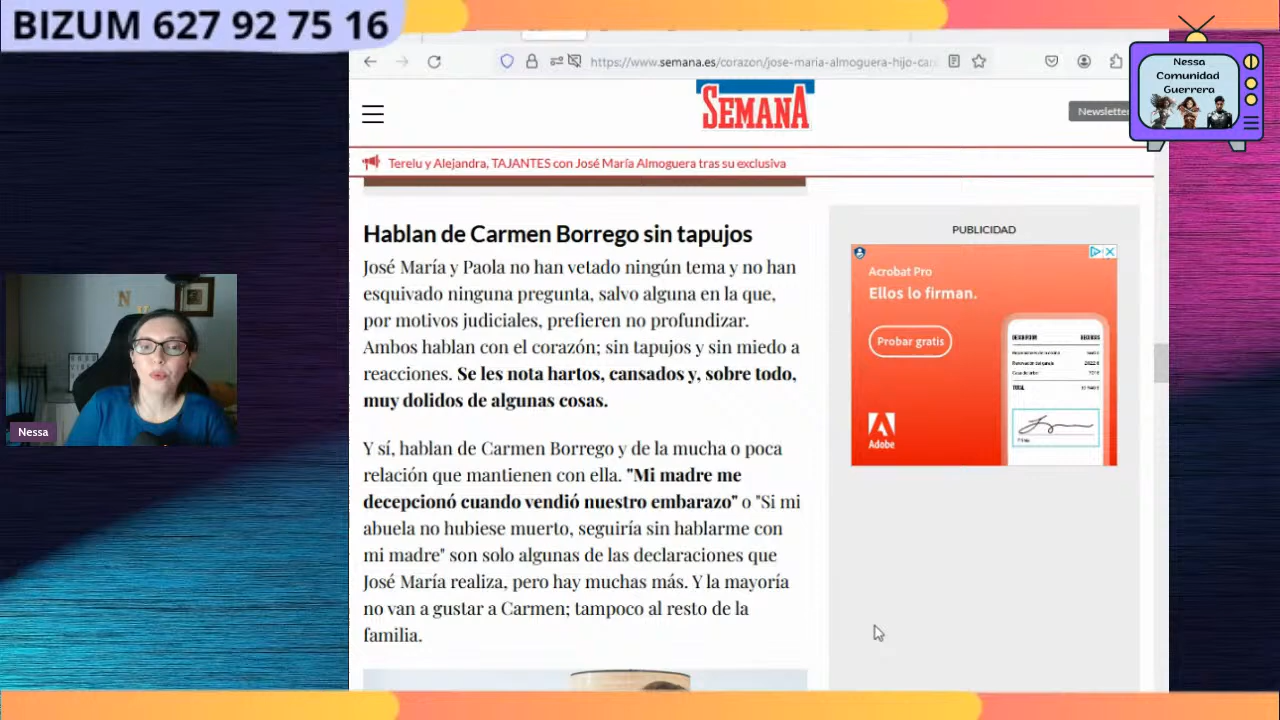 BIZUM 627 92 75 16
https://www.semana.es/corazon/jose-maria-almoguera-hijo-car
Nessa
Comunidad
Guerrera
SEMANA
Newsletter
Terelu y Alejandra, TAJANTES con José María Almoguera tras su exclusiva
Hablan de Carmen Borrego sin tapujos
José María y Paola no han vetado ningún tema y no han
esquivado ninguna pregunta, salvo alguna en la que,
por motivos judiciales, prefieren no profundizar.
Ambos hablan con el corazón; sin tapujos y sin miedo a
reacciones. Se les nota hartos, cansados y, sobre todo,
muy dolidos de algunas cosas.
Y sí, hablan de Carmen Borrego y de la mucha o poca
relación que mantienen con ella. "Mi madre me
decepcionó cuando vendió nuestro embarazo" o "Si mi
abuela no hubiese muerto, seguiría sin hablarme con
mi madre" son solo algunas de las declaraciones que
José María realiza, pero hay muchas más. Y la mayoría
no van a gustar a Carmen; tampoco al resto de la
familia.
PUBLICIDAD
Acrobat Pro
Ellos lo firman.
Probar gratis
TOTAL
Adobe
Nessa